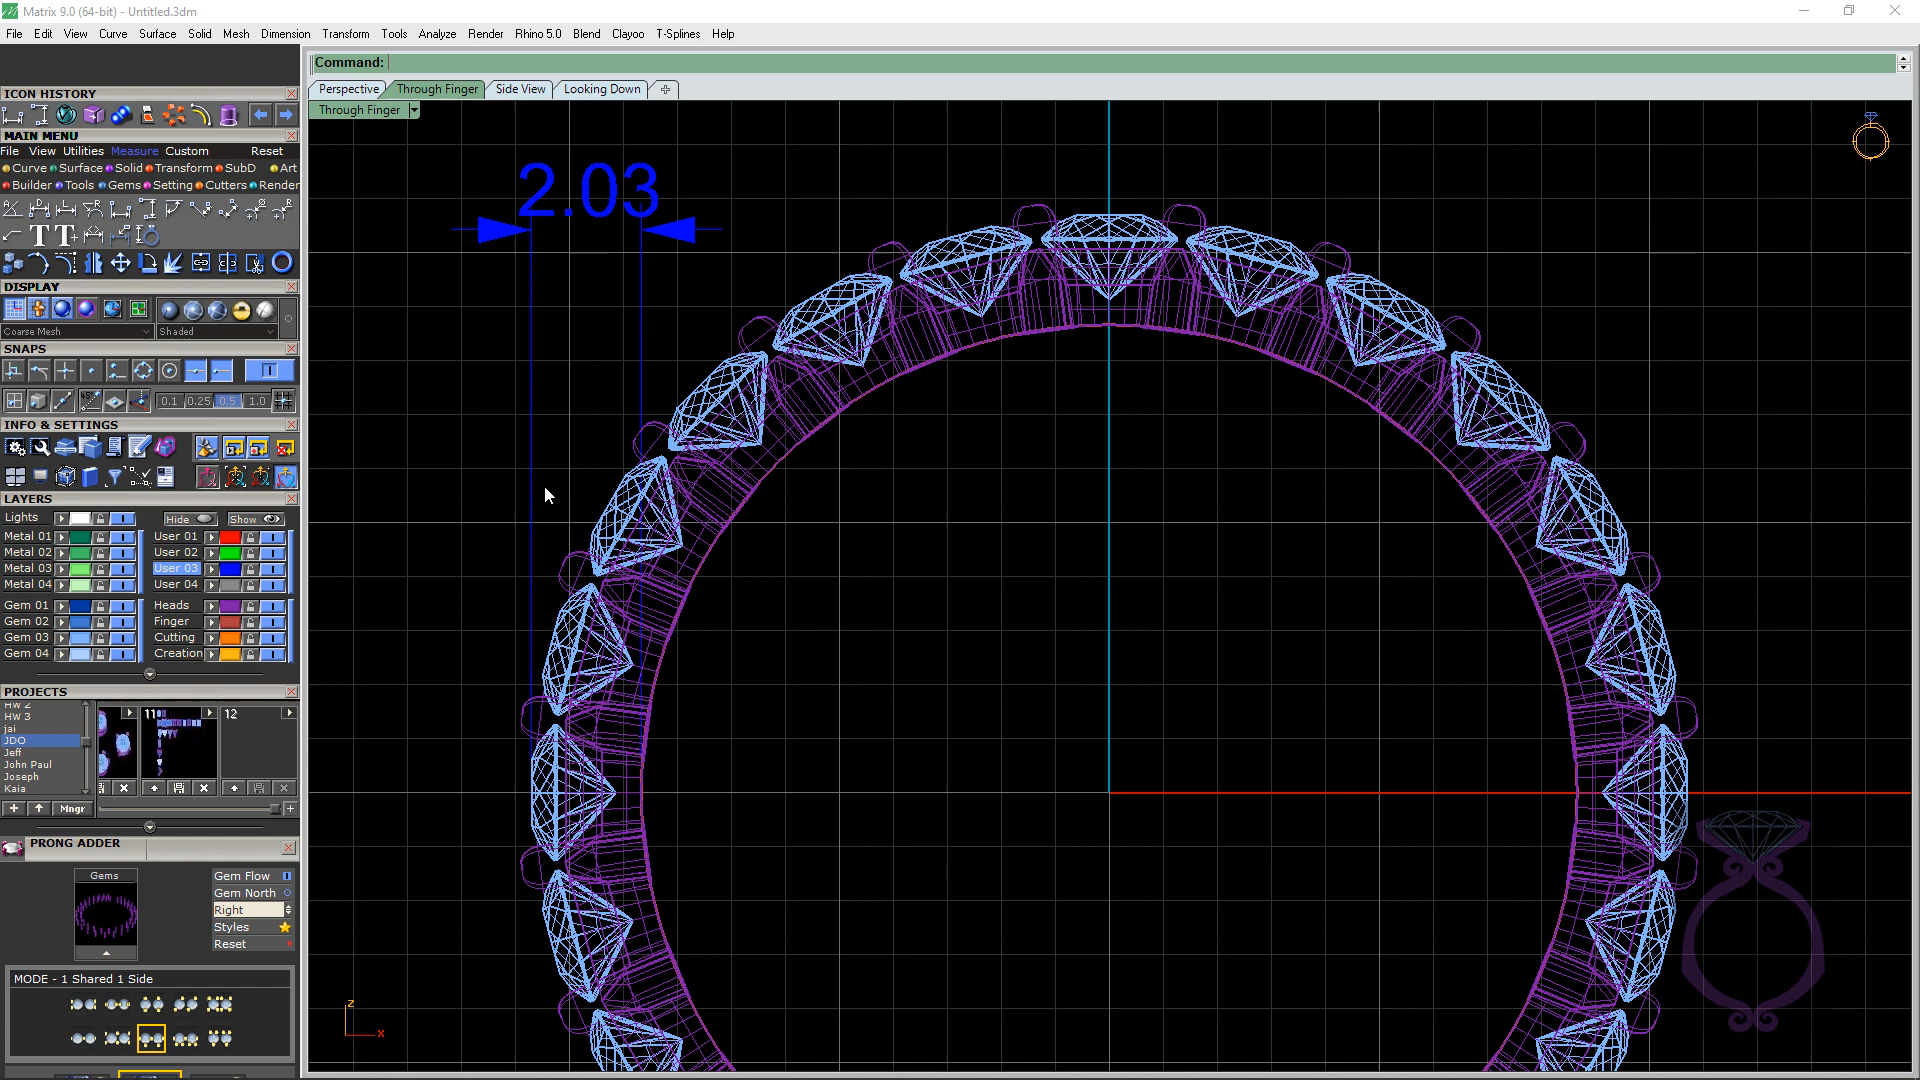 Matrix 9.0 (64-bit) - Untitled.3dm
File Edit View Curve Surface Solid Mesh Dimension Transform Tools Analyze Render Rhino 5.0 Blend Clayoo T-Splines Help
Command:
Perspective Through Finger Side View Looking Down
Through Finger
2.03
z
x
ICON HISTORY
MAIN MENU
File View Utilities Measure Custom Reset
Curve Surface Solid Transform SubD Art
Builder Tools Gems Setting Cutters Render
DISPLAY
Coarse Mesh Shaded
SNAPS
0.1 0.25 0.5 1.0
INFO & SETTINGS
LAYERS
Lights Hide Show
Metal 01 User 01
Metal 02 User 02
Metal 03 User 03
Metal 04 User 04
Gem 01 Heads
Gem 02 Finger
Gem 03 Cutting
Gem 04 Creation
PROJECTS
HW 2
HW 3
jai
JDO
Jeff
John Paul
Joseph
Kaia
11 12
Mngr
PRONG ADDER
Gems
Gem Flow
Gem North
Right
Styles
Reset
MODE - 1 Shared 1 Side